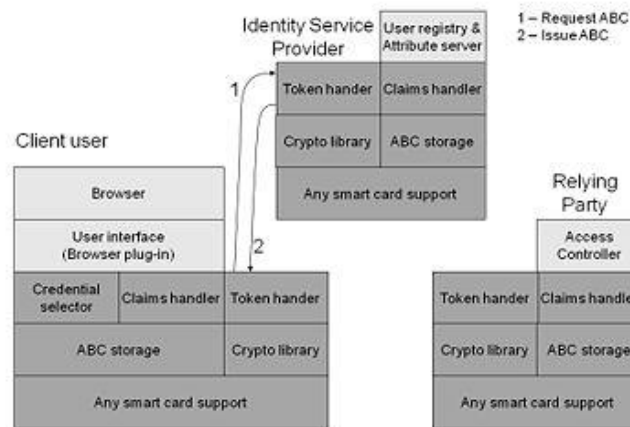 Identity Service
Provider
User registry &
Attribute server
1 – Request ABC
2 – Issue ABC
1
Token hander
Claims handler
Crypto library
ABC storage
Any smart card support
2
Client user
Browser
User interface
(Browser plug-in)
Credential
selector
Claims handler
Token hander
ABC storage
Crypto library
Any smart card support
Relying
Party
Access
Controller
Token hander
Claims handle
Crypto library
ABC storage
Any smart card support